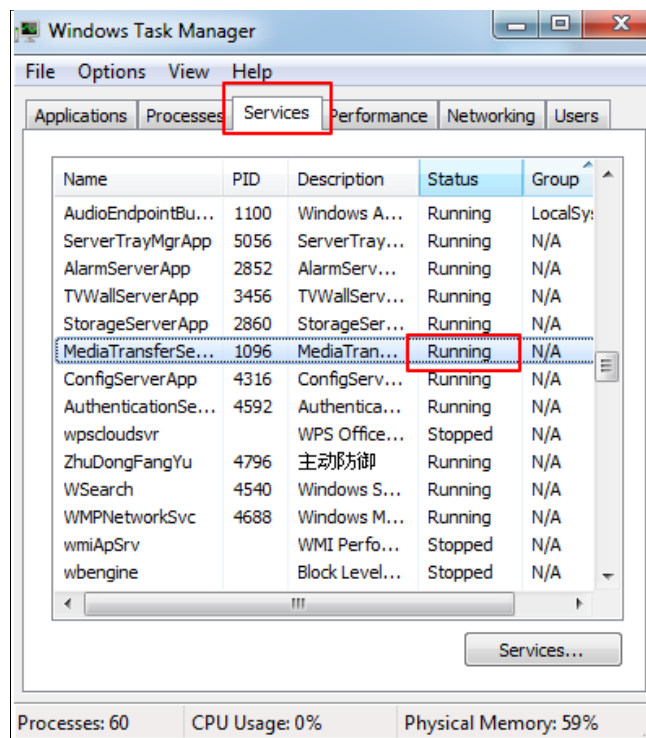 Windows Task Manager
File Options View Help
Applications Processes Services Performance Networking Users
Name PID Description Status Group
AudioEndpointBu... 1100 Windows A... Running LocalSy
ServerTrayMgrApp 5056 ServerTray... Running N/A
AlarmServerApp 2852 AlarmServ... Running N/A
TVWallServerApp 3456 TVWallServ... Running N/A
StorageServerApp 2860 StorageSer... Running N/A
MediaTransferSe... 1096 MediaTran... Running N/A
ConfigServerApp 4316 ConfigServ... Running N/A
AuthenticationSe... 4592 Authentica... Running N/A
wpscloudsvr WPS Office... Stopped N/A
ZhuDongFangYu 4796 主动防御 Running N/A
WSearch 4540 Windows S... Running N/A
WMPNetworkSvc 4688 Windows M... Running N/A
wmiApSrv WMI Perfo... Stopped N/A
wbengine Block Level... Stopped N/A
Services...
Processes: 60 CPU Usage: 0% Physical Memory: 59%